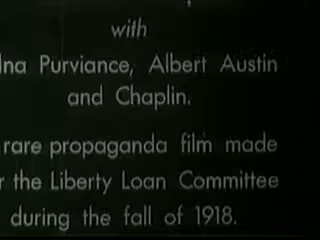 with
lna Purviance, Albert Austin
and Chaplin.
rare propaganda film made
r the Liberty Loan Committee
during the fall of 1918.